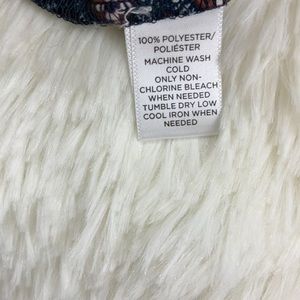 100% POLYESTER/
POLIÉSTER
MACHINE WASH
COLD
ONLY NON-
CHLORINE BLEACH
WHEN NEEDED
TUMBLE DRY LOW
COOL IRON WHEN
NEEDED